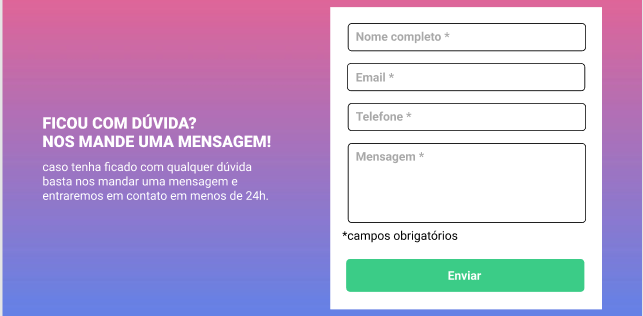 FICOU COM DÚVIDA?
NOS MANDE UMA MENSAGEM!
caso tenha ficado com qualquer dúvida
basta nos mandar uma mensagem e
entraremos em contato em menos de 24h.
Nome completo *
Email *
Telefone *
Mensagem *
*campos obrigatórios
Enviar